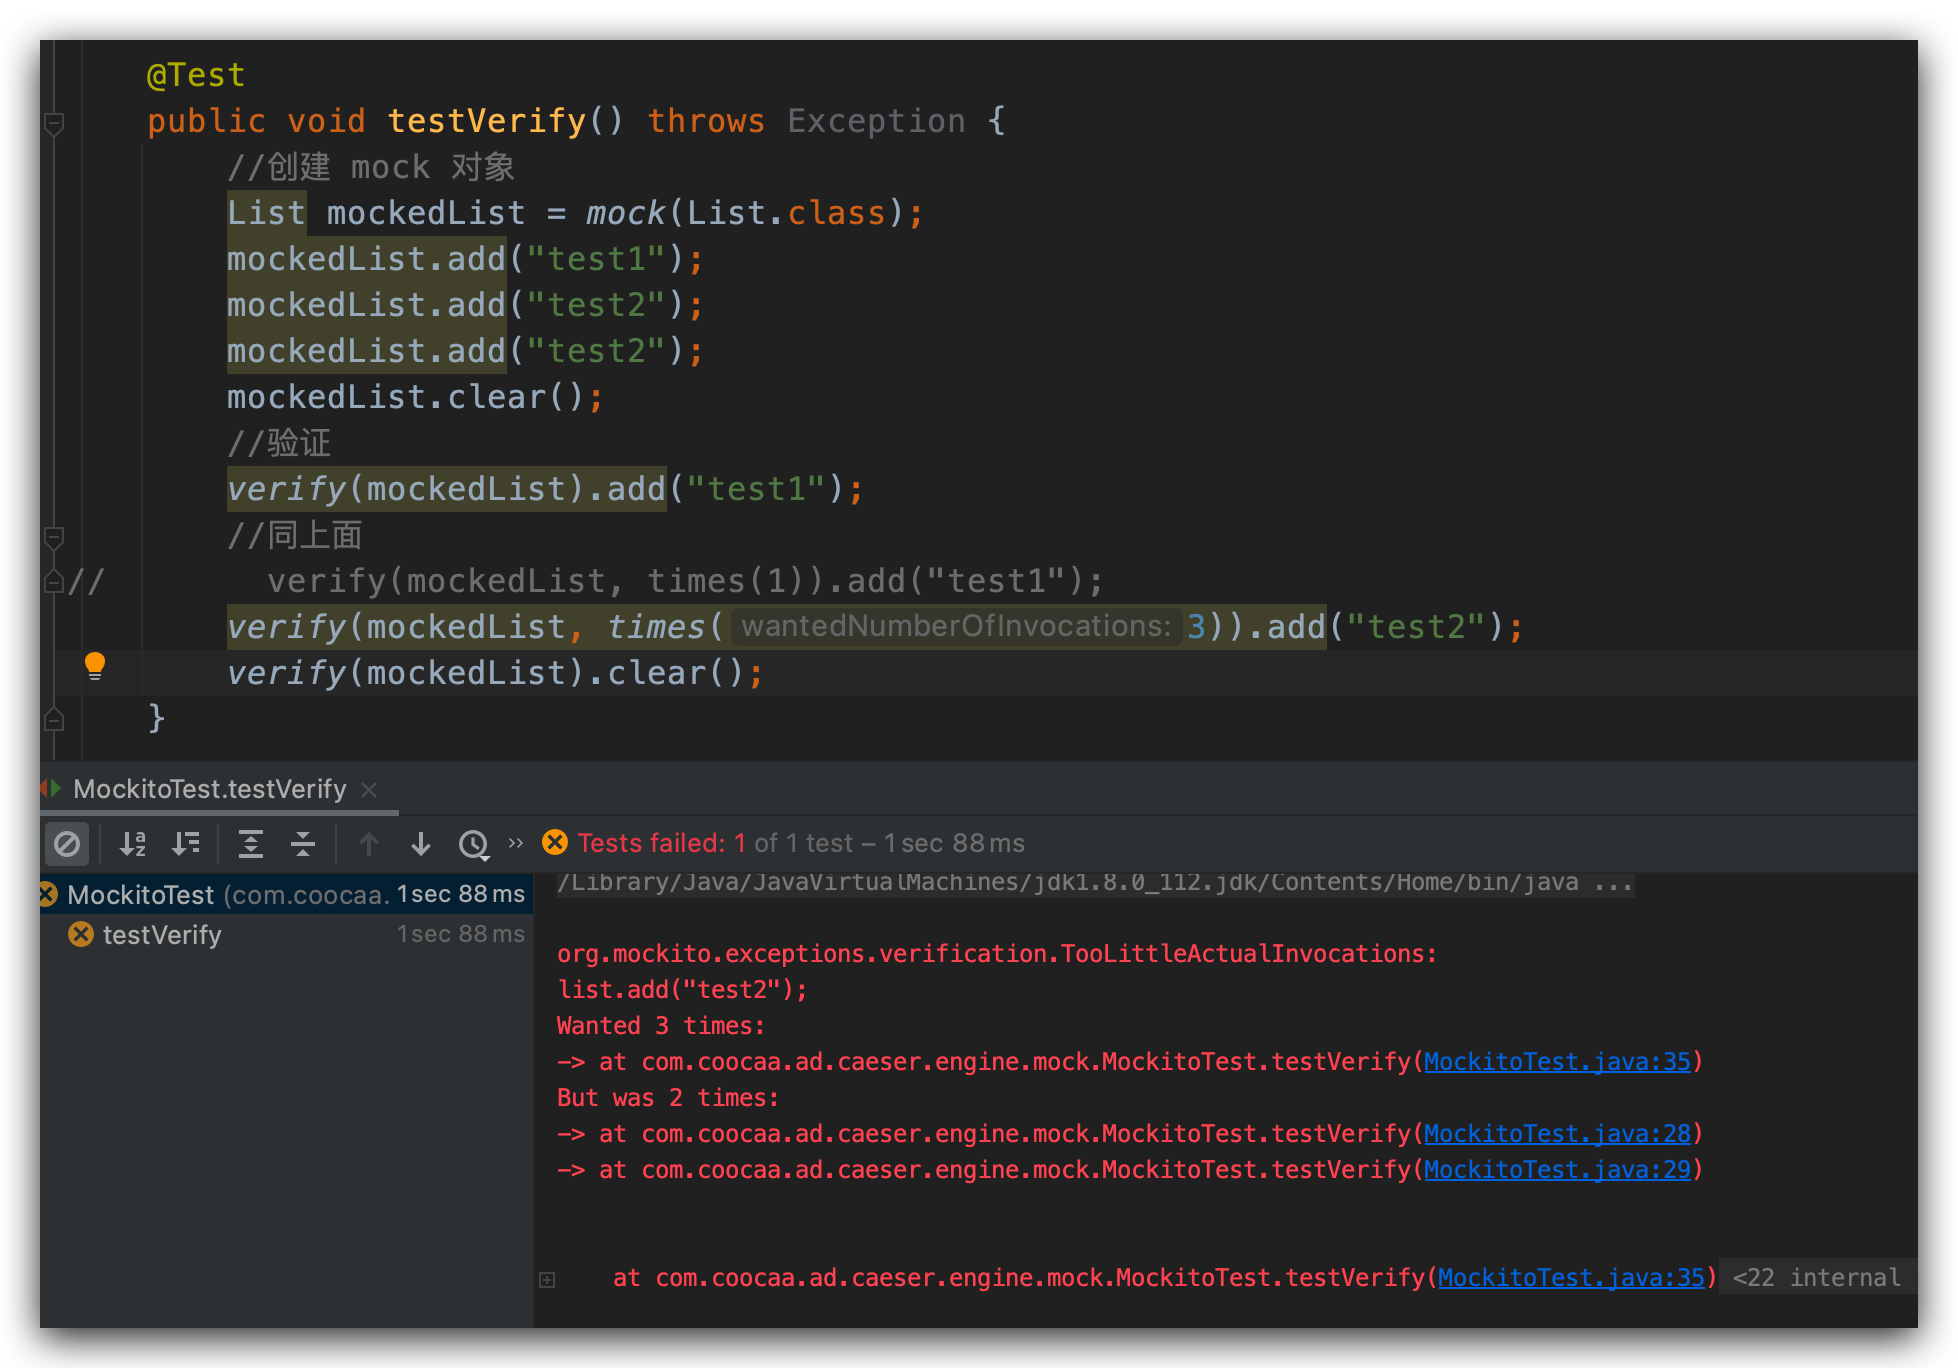 @Test
public void testVerify() throws Exception {
//创建 mock 对象
List mockedList = mock(List.class);
mockedList.add("test1");
mockedList.add("test2");
mockedList.add("test2");
mockedList.clear();
//验证
verify(mockedList).add("test1");
//同上面
// verify(mockedList, times(1)).add("test1");
verify(mockedList, times( wantedNumberOfInvocations: 3)).add("test2");
verify(mockedList).clear();
}
MockitoTest.testVerify ×
Tests failed: 1 of 1 test – 1 sec 88 ms
MockitoTest (com.coocaa. 1 sec 88 ms
testVerify 1 sec 88 ms
/Library/Java/JavaVirtualMachines/jdk1.8.0_112.jdk/Contents/Home/bin/java ...
org.mockito.exceptions.verification.TooLittleActualInvocations:
list.add("test2");
Wanted 3 times:
-> at com.coocaa.ad.caeser.engine.mock.MockitoTest.testVerify(MockitoTest.java:35)
But was 2 times:
-> at com.coocaa.ad.caeser.engine.mock.MockitoTest.testVerify(MockitoTest.java:28)
-> at com.coocaa.ad.caeser.engine.mock.MockitoTest.testVerify(MockitoTest.java:29)
at com.coocaa.ad.caeser.engine.mock.MockitoTest.testVerify(MockitoTest.java:35) <22 internal